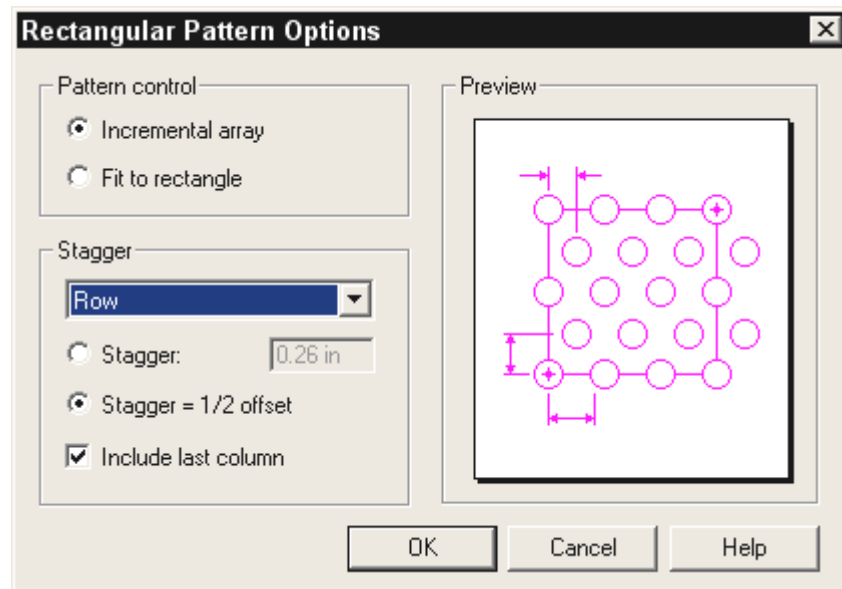 Rectangular Pattern Options
Pattern control
Incremental array
Fit to rectangle
Stagger
Row
Stagger:
0.26 in
Stagger = 1/2 offset
Include last column
Preview
OK
Cancel
Help